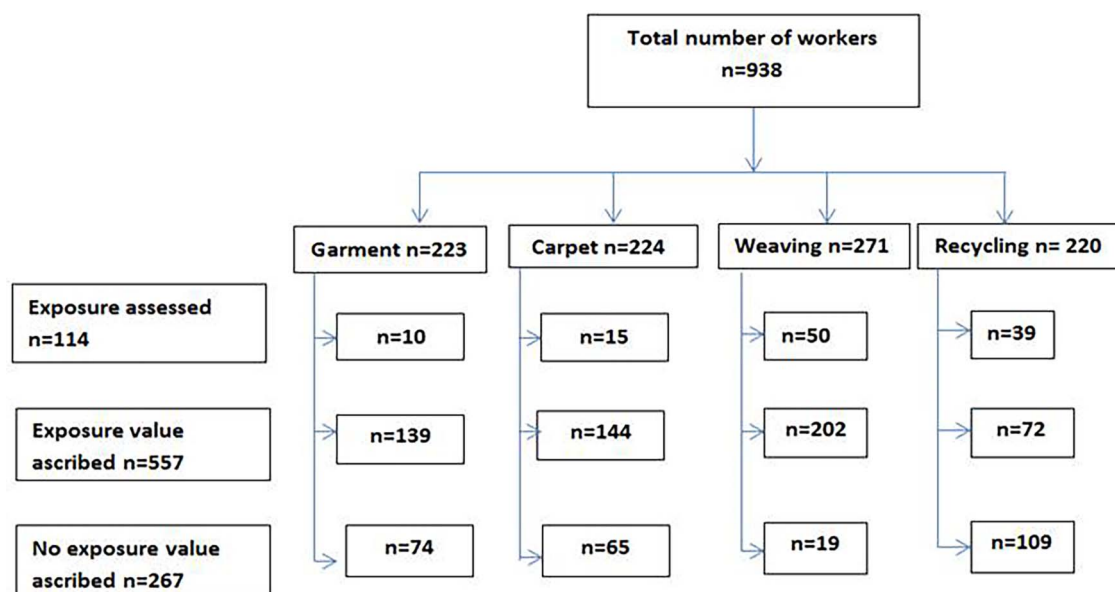 Total number of workers
n=938
Garment n=223
Carpet n=224
Weaving n=271
Recycling n= 220
Exposure assessed
n=114
n=10
n=15
n=50
n=39
Exposure value
ascribed n=557
n=139
n=144
n=202
n=72
No exposure value
ascribed n=267
n=74
n=65
n=19
n=109